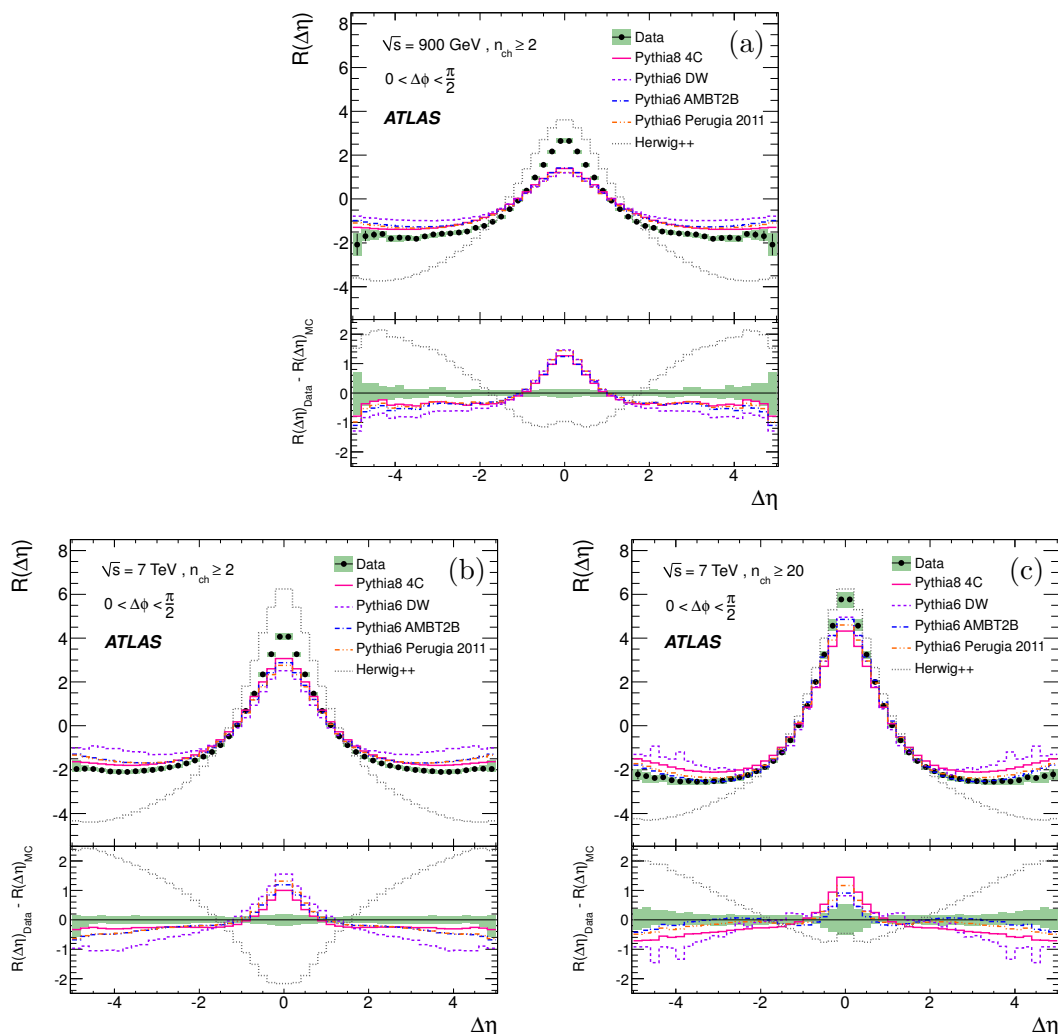 R(Δη)
8
6
4
2
0
-2
-4
√s = 900 GeV , n_ch ≥ 2
0 < Δϕ < π/2
ATLAS
Data
Pythia8 4C
Pythia6 DW
Pythia6 AMBT2B
Pythia6 Perugia 2011
Herwig++
(a)
R(Δη)_Data - R(Δη)_MC
2
1
0
-1
-2
-4 -2 0 2 4
Δη
R(Δη)
8
6
4
2
0
-2
-4
√s = 7 TeV , n_ch ≥ 2
0 < Δϕ < π/2
ATLAS
Data
Pythia8 4C
Pythia6 DW
Pythia6 AMBT2B
Pythia6 Perugia 2011
Herwig++
(b)
R(Δη)_Data - R(Δη)_MC
2
1
0
-1
-2
-4 -2 0 2 4
Δη
R(Δη)
8
6
4
2
0
-2
-4
√s = 7 TeV , n_ch ≥ 20
0 < Δϕ < π/2
ATLAS
Data
Pythia8 4C
Pythia6 DW
Pythia6 AMBT2B
Pythia6 Perugia 2011
Herwig++
(c)
R(Δη)_Data - R(Δη)_MC
2
1
0
-1
-2
-4 -2 0 2 4
Δη